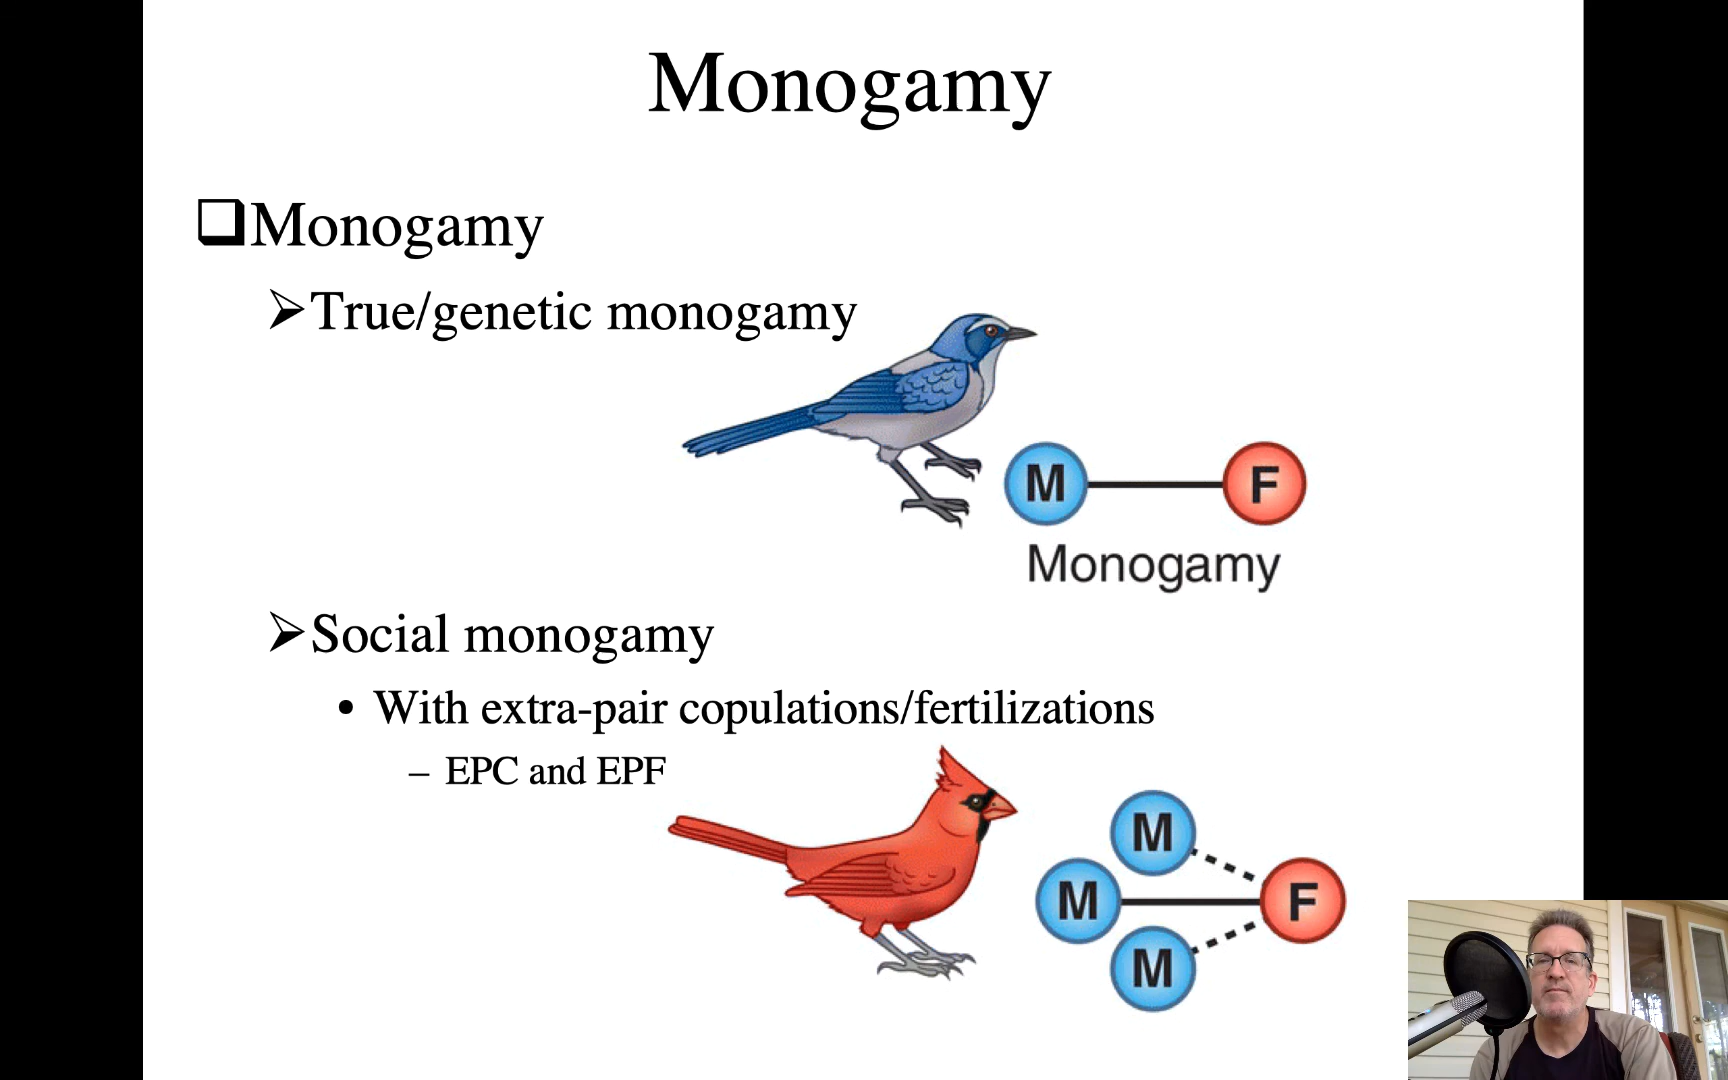 Monogamy
Monogamy
True/genetic monogamy
M F
Monogamy
Social monogamy
• With extra-pair copulations/fertilizations
– EPC and EPF
M
M F
M